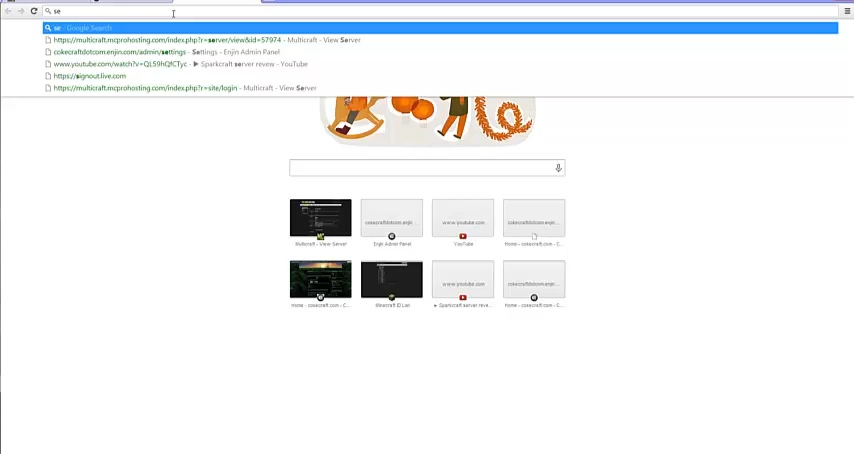 se
se - Google Search
https://multicraft.mcprohosting.com/index.php?r=server/view&id=57974 - Multicraft - View Server
cokecraftdotcom.enjin.com/admin/settings - Settings - Enjin Admin Panel
www.youtube.com/watch?v=QL59hQfCTyc - ▶ Sparkcraft server revew - YouTube
https://signout.live.com
https://multicraft.mcprohosting.com/index.php?r=site/login - Multicraft - View Server
cokecraftdotcom.enjin... www.youtube.com cokecraftdotcom.enjin...
Multicraft - View Server Enjin Admin Panel YouTube Home - cokecraft.com - C...
www.youtube.com cokecraftdotcom.enjin...
Home - cokecraft.com - C... Minecraft ID List ▶ Sparkcraft server reve... Home - cokecraft.com - C...